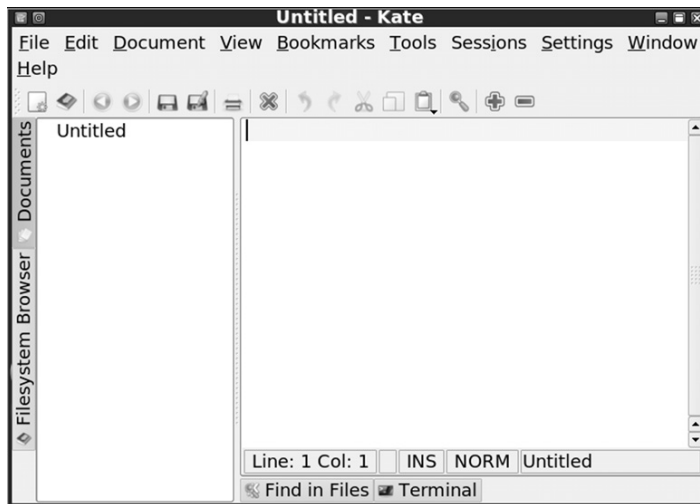 Untitled - Kate
File Edit Document View Bookmarks Tools Sessions Settings Window
Help
Documents
Filesystem Browser
Untitled
Line: 1 Col: 1 INS NORM Untitled
Find in Files Terminal